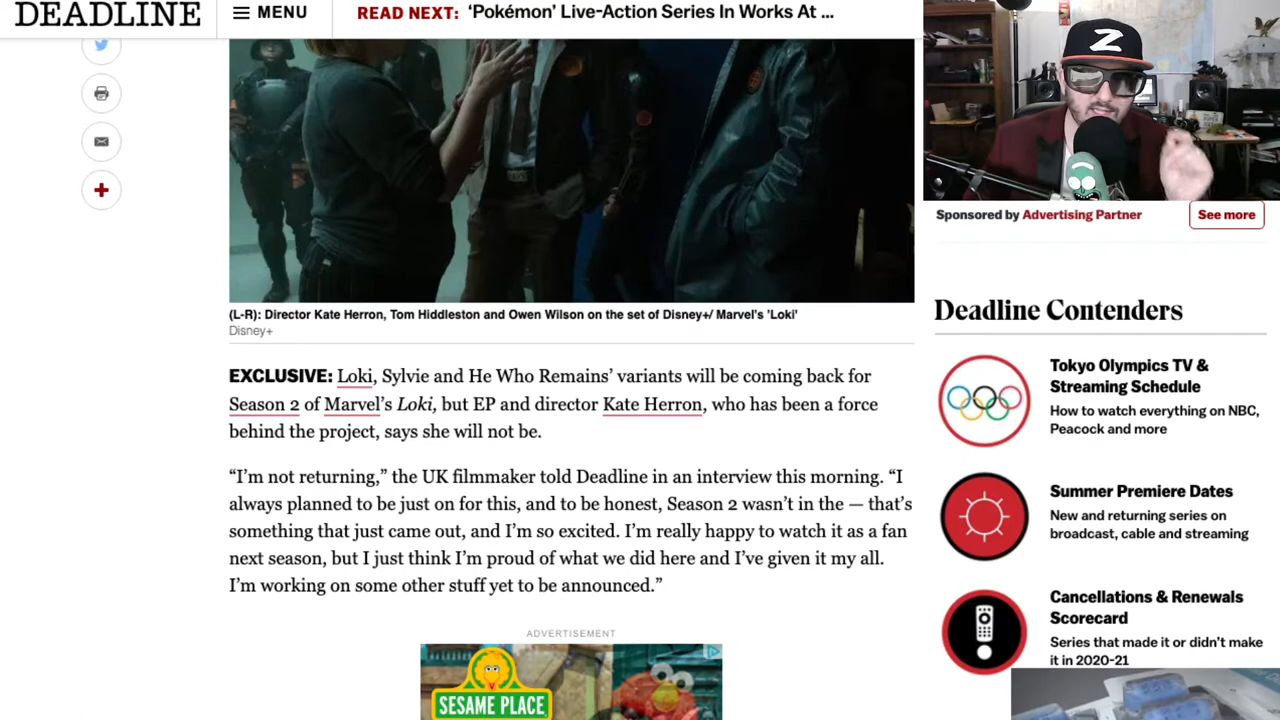 DEADLINE
MENU
READ NEXT: ‘Pokémon’ Live-Action Series In Works At ...
Z
Sponsored by Advertising Partner
See more
(L-R): Director Kate Herron, Tom Hiddleston and Owen Wilson on the set of Disney+/ Marvel's 'Loki'
Disney+
EXCLUSIVE: Loki, Sylvie and He Who Remains’ variants will be coming back for
Season 2 of Marvel’s Loki, but EP and director Kate Herron, who has been a force
behind the project, says she will not be.
“I’m not returning,” the UK filmmaker told Deadline in an interview this morning. “I
always planned to be just on for this, and to be honest, Season 2 wasn’t in the — that’s
something that just came out, and I’m so excited. I’m really happy to watch it as a fan
next season, but I just think I’m proud of what we did here and I’ve given it my all.
I’m working on some other stuff yet to be announced.”
ADVERTISEMENT
SESAME PLACE
Deadline Contenders
Tokyo Olympics TV &
Streaming Schedule
How to watch everything on NBC,
Peacock and more
Summer Premiere Dates
New and returning series on
broadcast, cable and streaming
Cancellations & Renewals
Scorecard
Series that made it or didn’t make
it in 2020-21